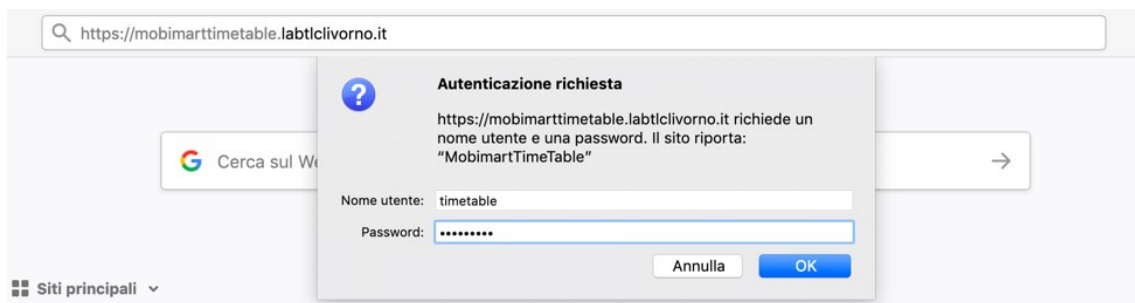 https://mobimarttimetable.labtlclivorno.it
Autenticazione richiesta
https://mobimarttimetable.labtlclivorno.it richiede un
nome utente e una password. Il sito riporta:
“MobimartTimeTable”
G Cerca sul We
Nome utente: timetable
Password: •••••••••
Annulla OK
Siti principali